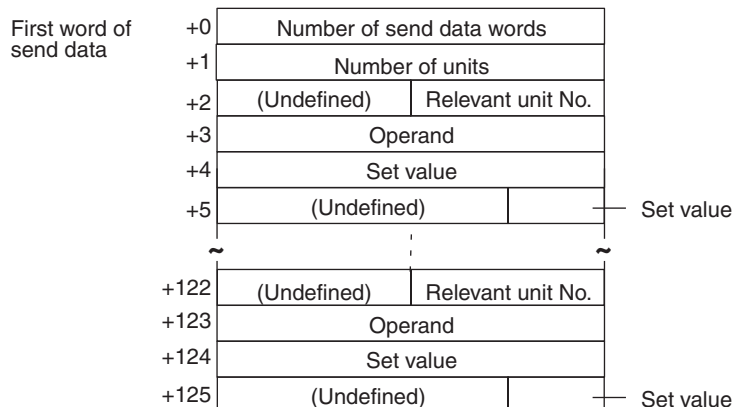 First word of
send data
+0 Number of send data words
+1 Number of units
+2 (Undefined) Relevant unit No.
+3 Operand
+4 Set value
+5 (Undefined) Set value
~ ~
+122 (Undefined) Relevant unit No.
+123 Operand
+124 Set value
+125 (Undefined) Set value